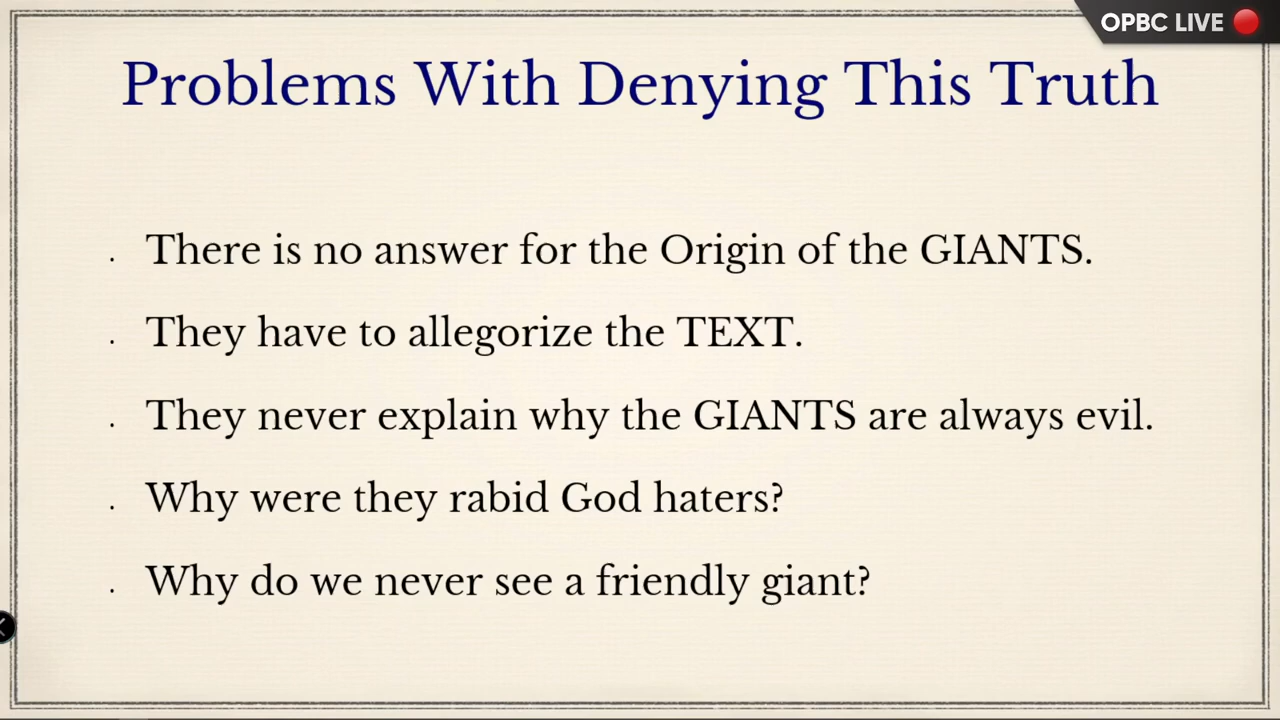 OPBC LIVE
Problems With Denying This Truth
. There is no answer for the Origin of the GIANTS.
. They have to allegorize the TEXT.
. They never explain why the GIANTS are always evil.
. Why were they rabid God haters?
. Why do we never see a friendly giant?